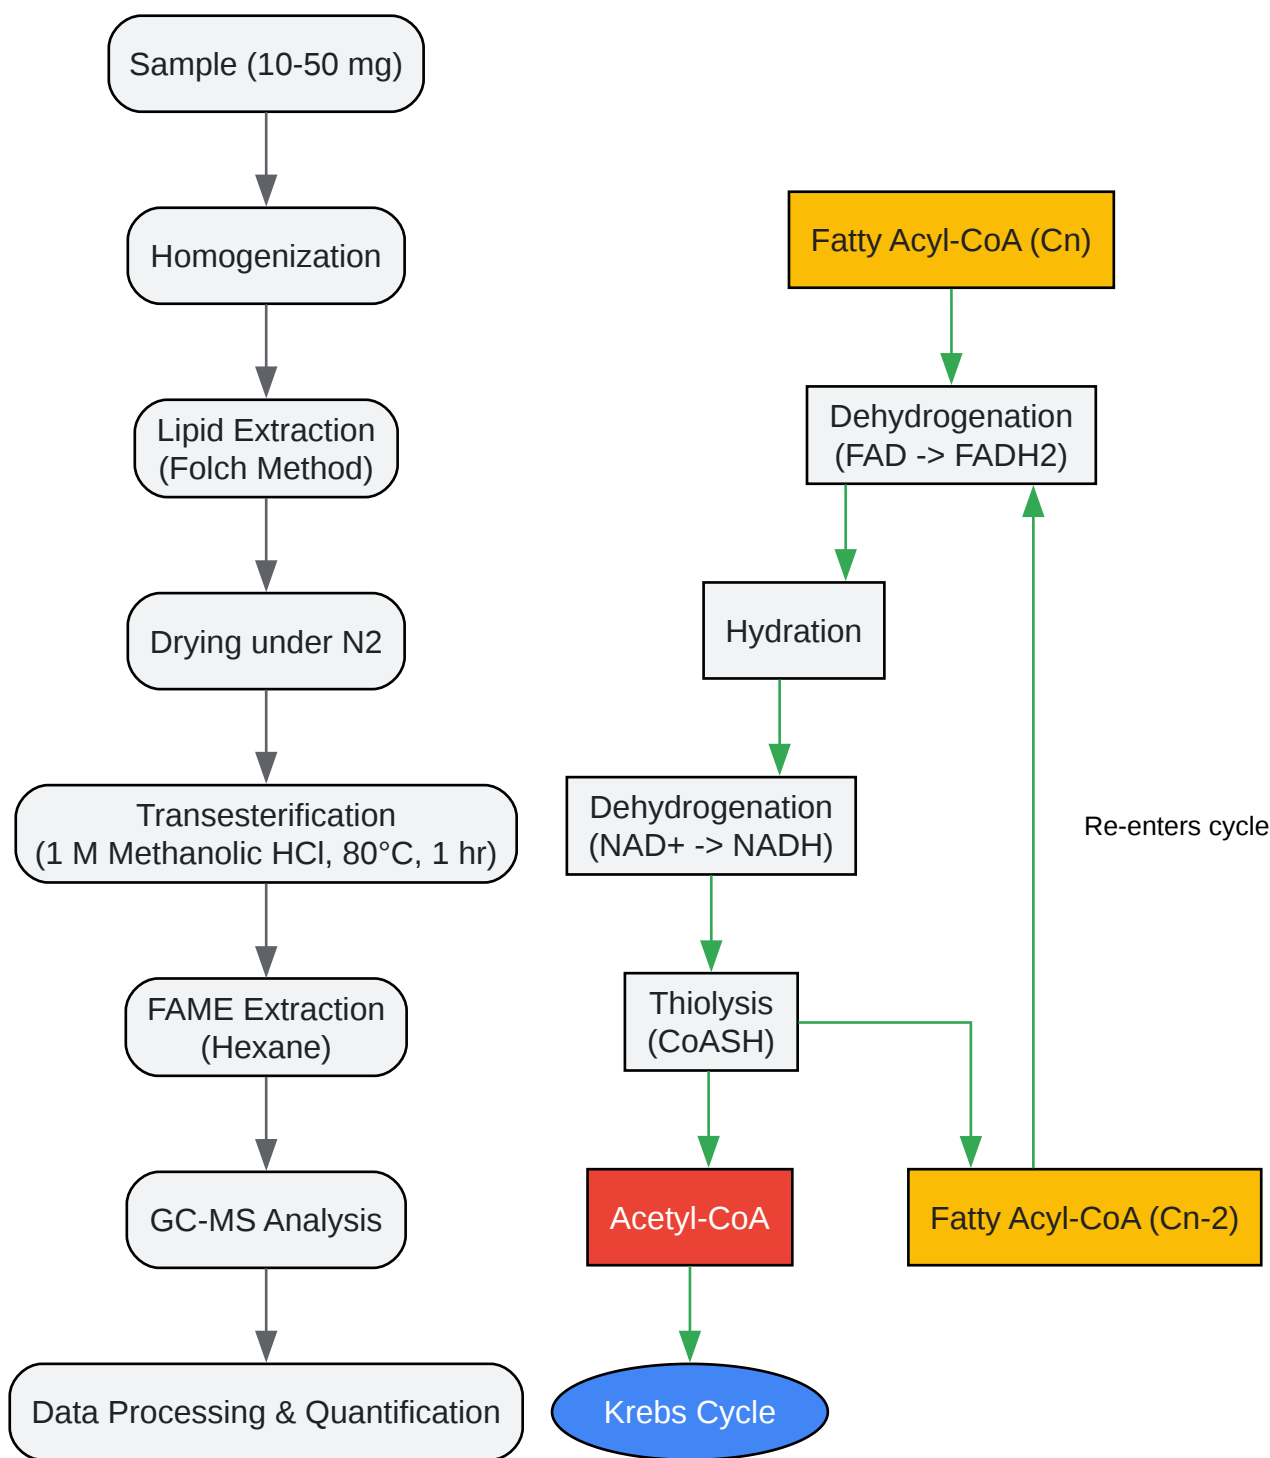 Sample (10-50 mg)
Homogenization
Lipid Extraction
(Folch Method)
Drying under N2
Transesterification
(1 M Methanolic HCl, 80°C, 1 hr)
FAME Extraction
(Hexane)
GC-MS Analysis
Data Processing & Quantification
Fatty Acyl-CoA (Cn)
Dehydrogenation
(FAD -> FADH2)
Hydration
Dehydrogenation
(NAD+ -> NADH)
Thiolysis
(CoASH)
Acetyl-CoA
Krebs Cycle
Fatty Acyl-CoA (Cn-2)
Re-enters cycle